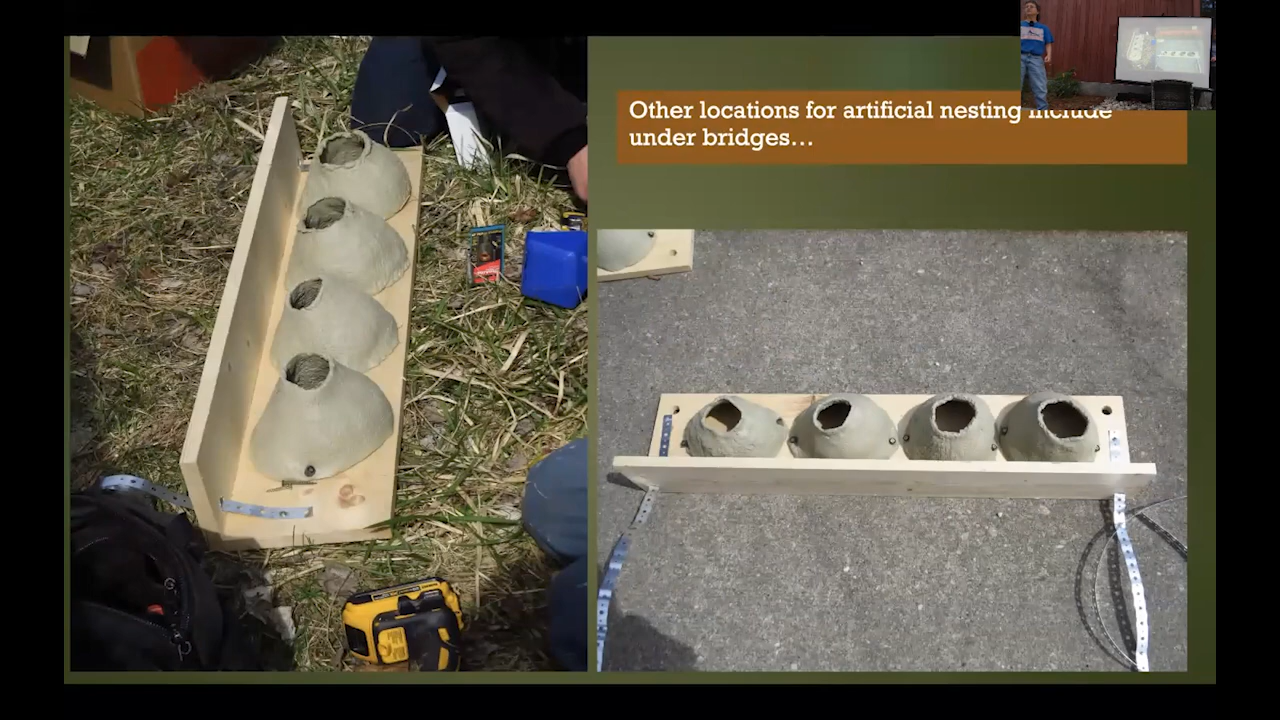 Other locations for artificial nesting include
under bridges…